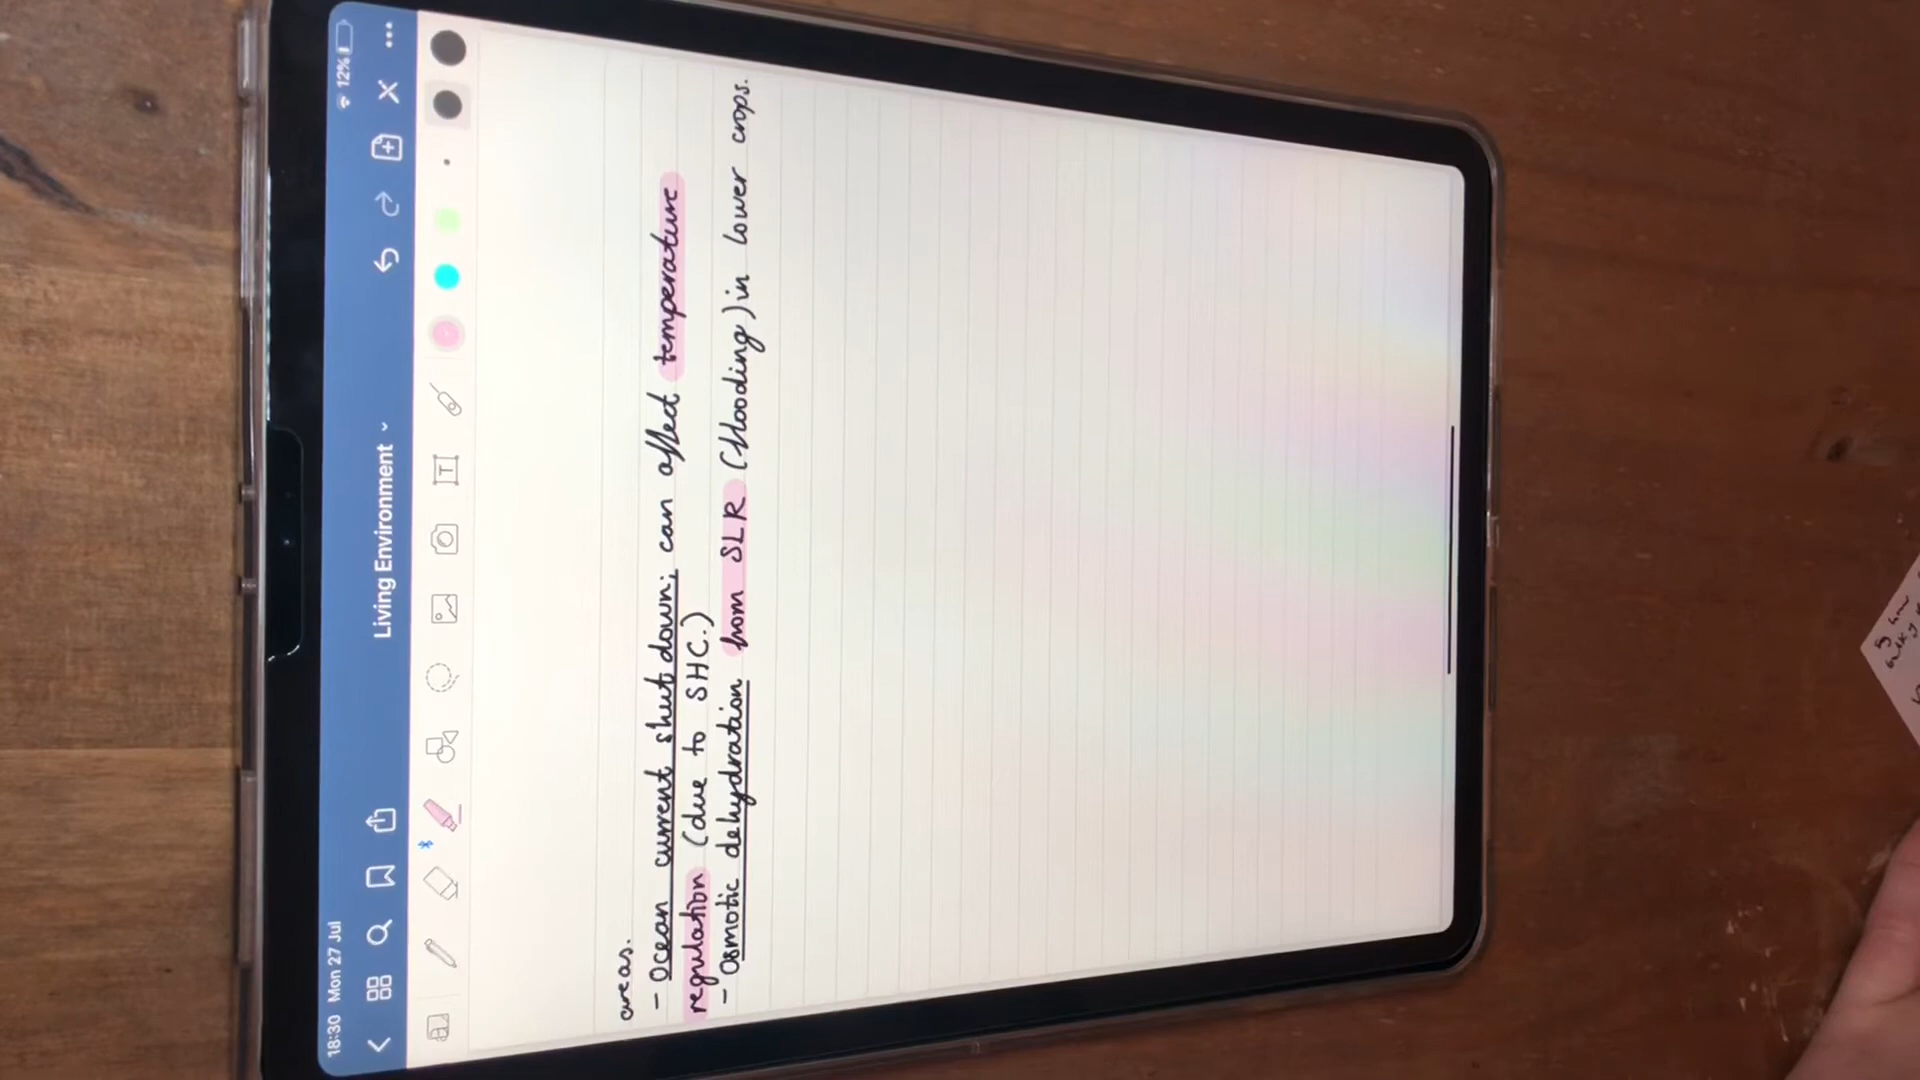 18:30 Mon 27 Jul
12%
Living Environment
T
areas.
- Ocean current shut down; can affect temperature
regulation (due to SHC.)
- Osmotic dehydration from SLR (flooding) in lower crops.